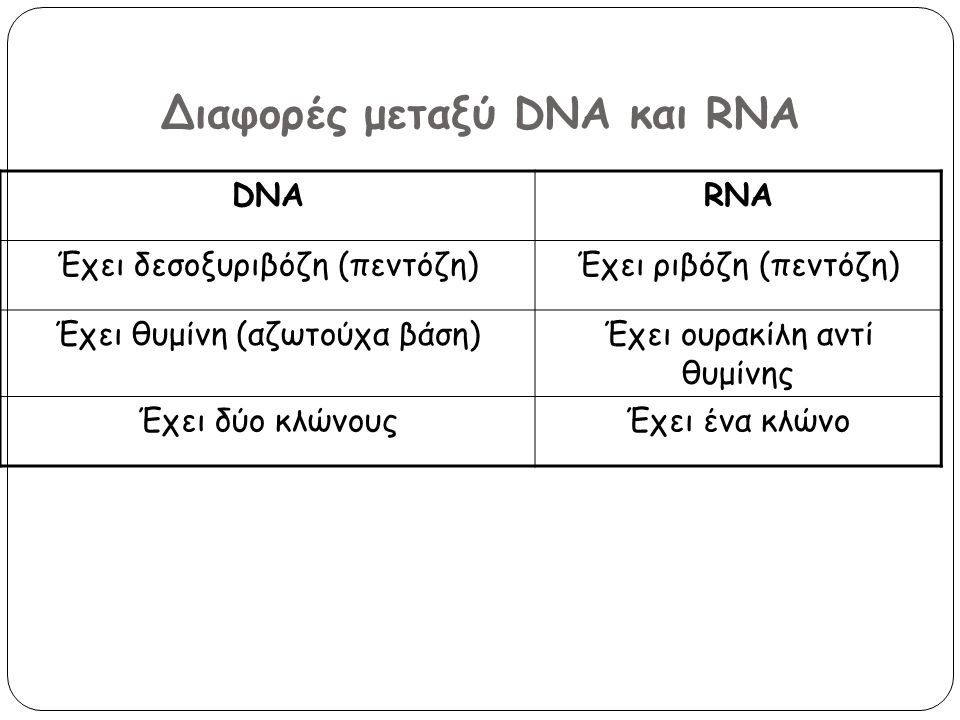 Διαφορές μεταξύ DNA και RNA
DNA
RNA
Έχει δεσοξυριβόζη (πεντόζη)
Έχει ριβόζη (πεντόζη)
Έχει θυμίνη (αζωτούχα βάση)
Έχει ουρακίλη αντί
θυμίνης
Έχει δύο κλώνους
Έχει ένα κλώνο